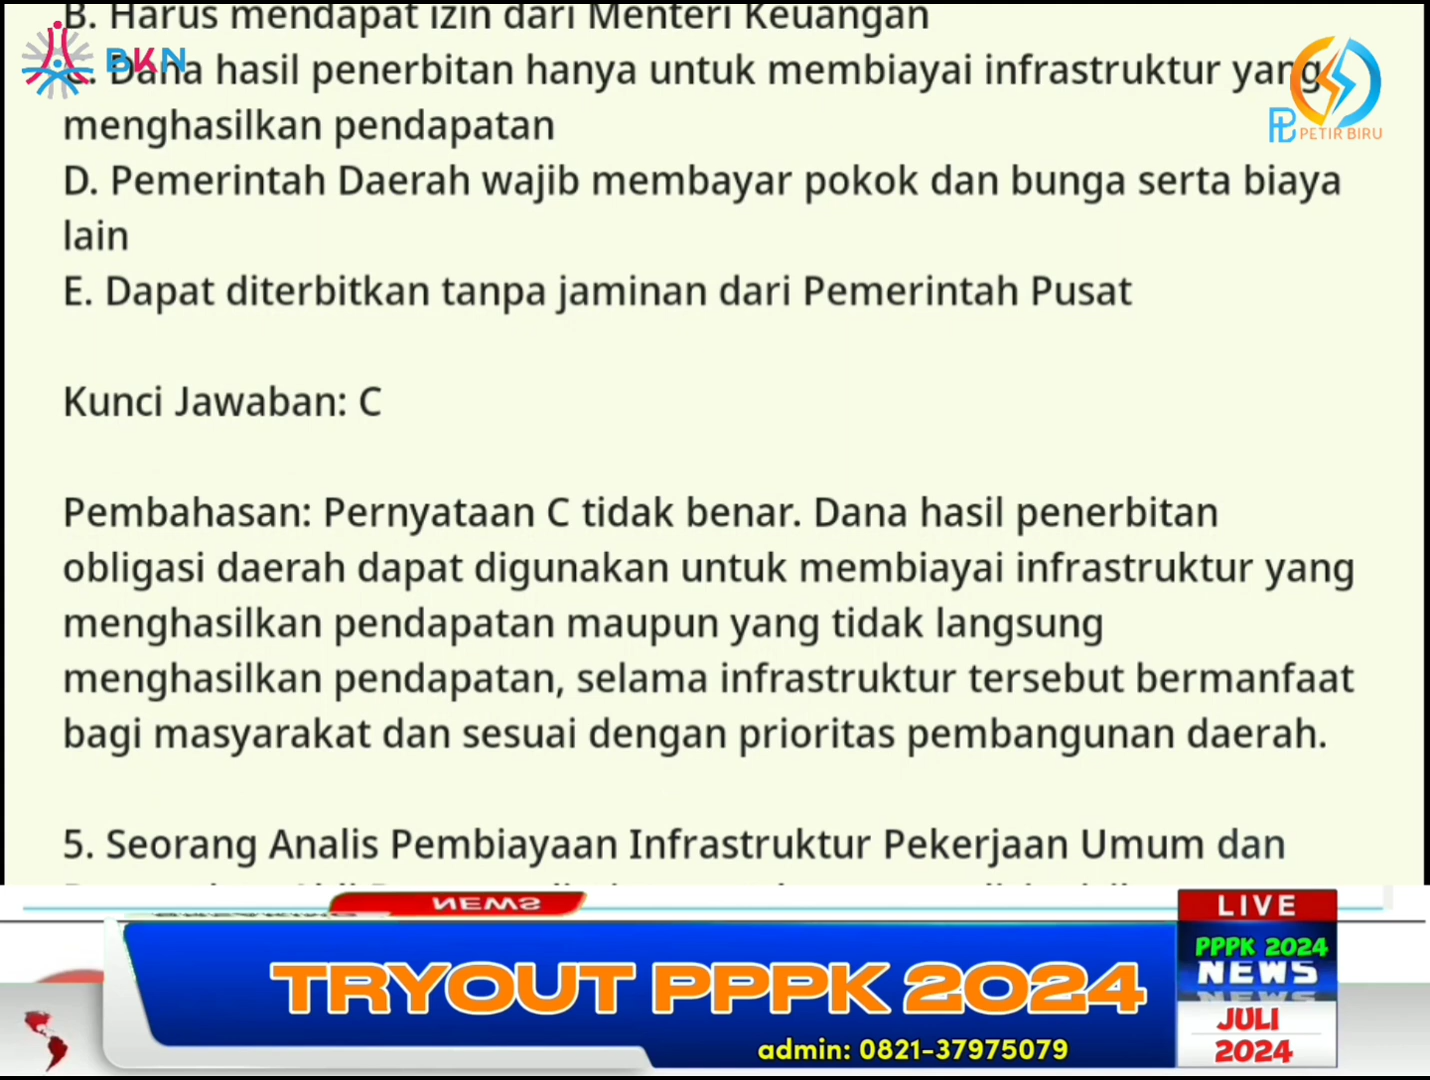 B. Harus mendapat izin dari Menteri Keuangan
BKN
C. Dana hasil penerbitan hanya untuk membiayai infrastruktur yang
menghasilkan pendapatan
PETIR BIRU
D. Pemerintah Daerah wajib membayar pokok dan bunga serta biaya
lain
E. Dapat diterbitkan tanpa jaminan dari Pemerintah Pusat
Kunci Jawaban: C
Pembahasan: Pernyataan C tidak benar. Dana hasil penerbitan
obligasi daerah dapat digunakan untuk membiayai infrastruktur yang
menghasilkan pendapatan maupun yang tidak langsung
menghasilkan pendapatan, selama infrastruktur tersebut bermanfaat
bagi masyarakat dan sesuai dengan prioritas pembangunan daerah.
5. Seorang Analis Pembiayaan Infrastruktur Pekerjaan Umum dan
NEWS
LIVE
PPPK 2024
NEWS
JULI
2024
TRYOUT PPPK 2024
admin: 0821-37975079